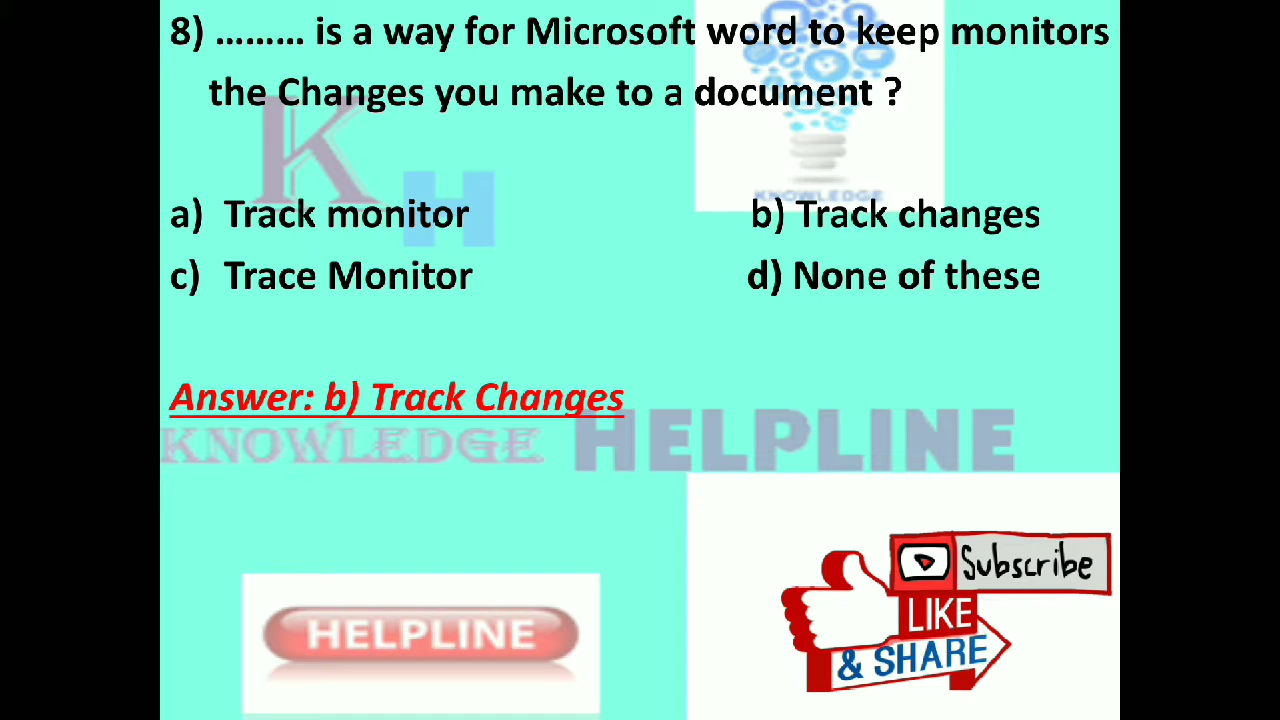 8) ......... is a way for Microsoft word to keep monitors
the Changes you make to a document ?
KNOWLEDGE
K
H
a) Track monitor
b) Track changes
c) Trace Monitor
d) None of these
Answer: b) Track Changes
KNOWLEDGE HELPLINE
HELPLINE
Subscribe
LIKE
& SHARE